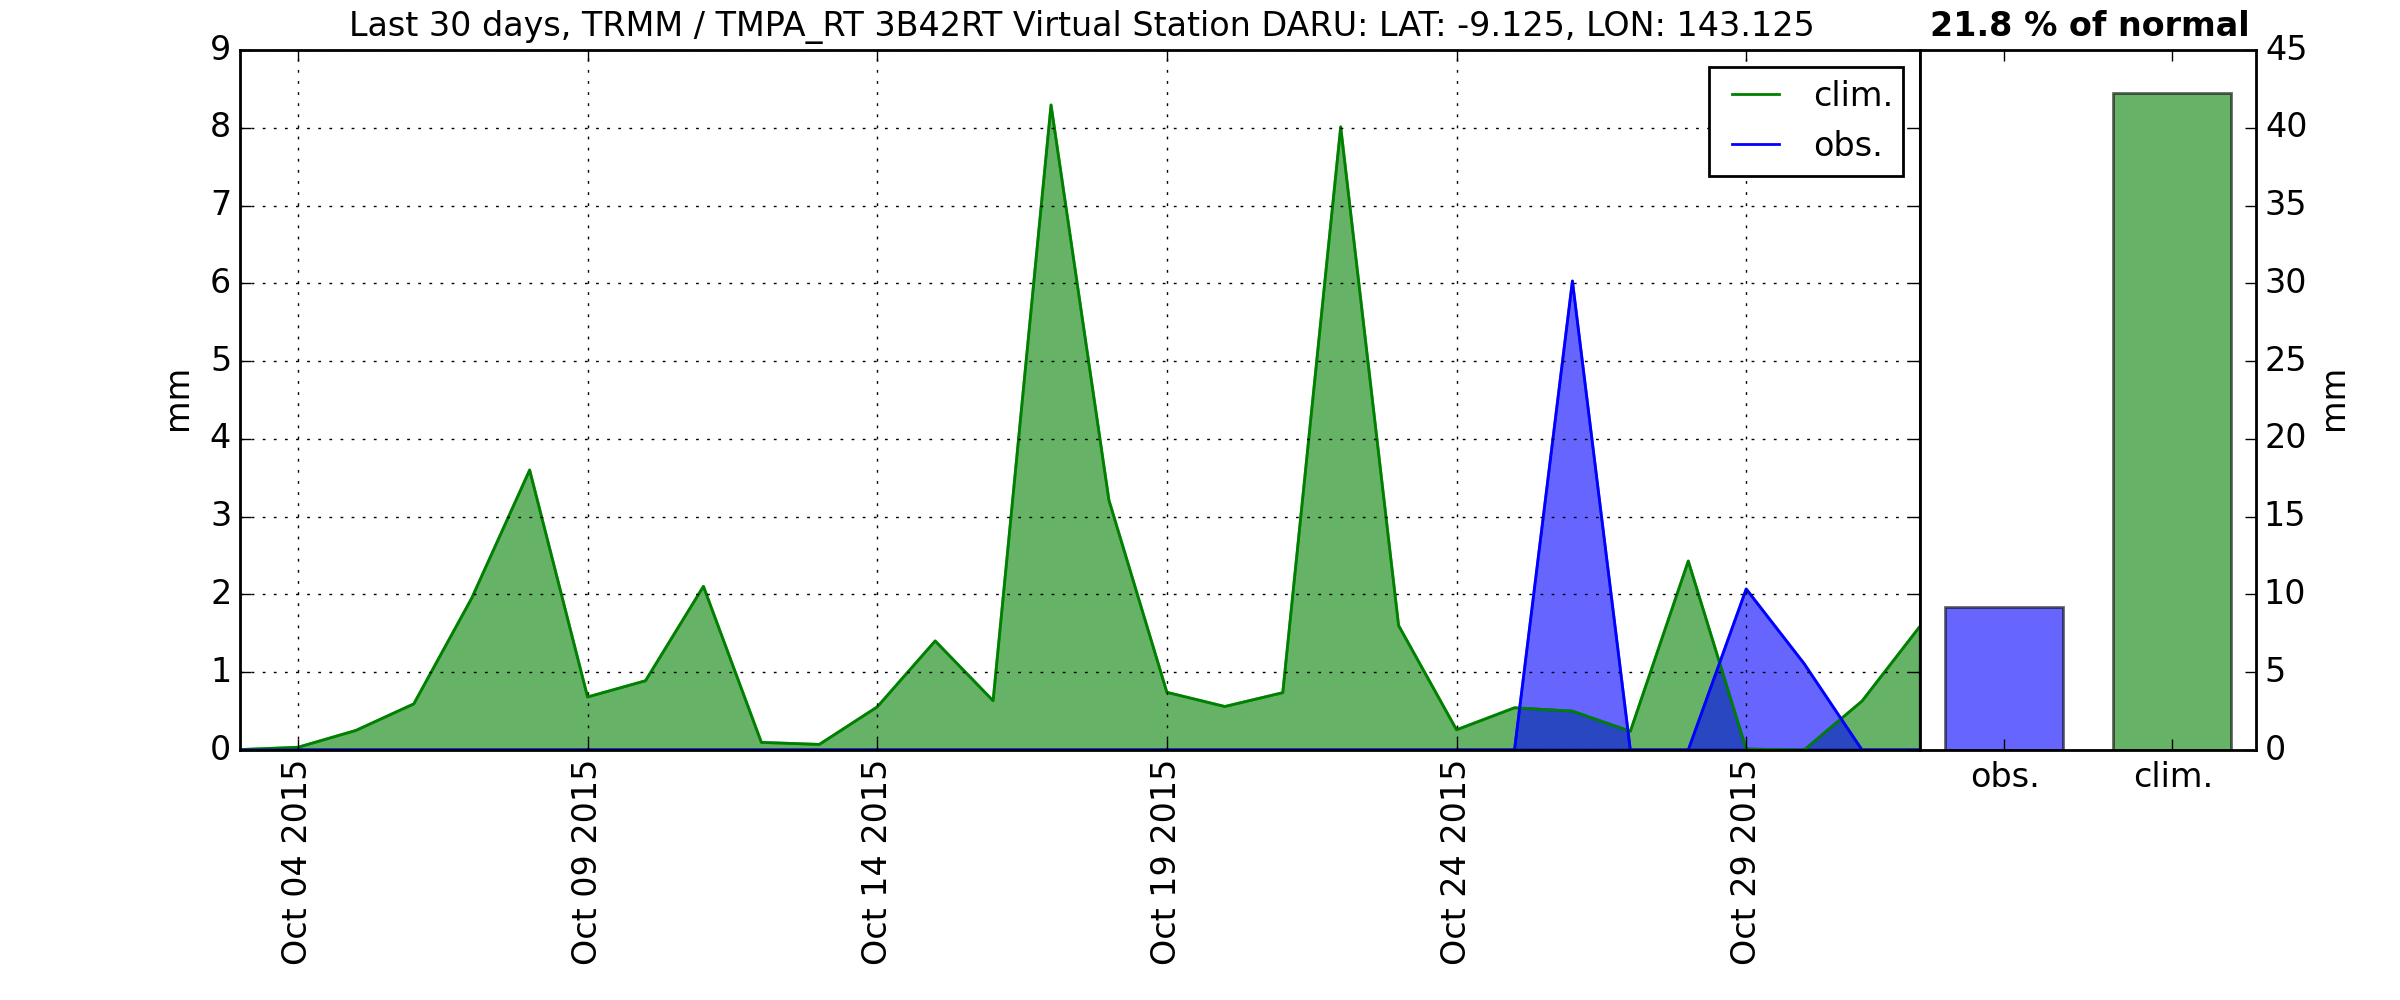 Last 30 days, TRMM / TMPA_RT 3B42RT Virtual Station DARU: LAT: -9.125, LON: 143.125
21.8 % of normal
9
8
7
6
5
4
3
2
1
0
mm
clim.
obs.
45
40
35
30
25
20
15
10
5
0
mm
Oct 04 2015
Oct 09 2015
Oct 14 2015
Oct 19 2015
Oct 24 2015
Oct 29 2015
obs.
clim.